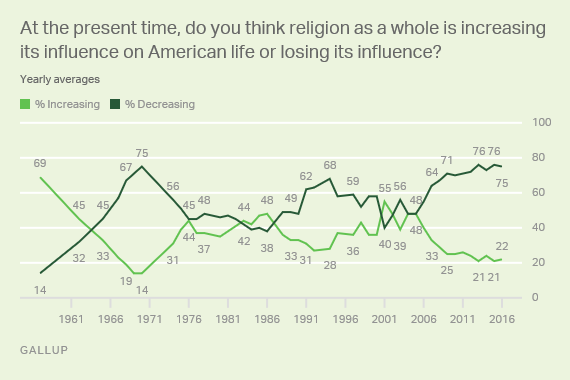 At the present time, do you think religion as a whole is increasing
its influence on American life or losing its influence?
Yearly averages
% Increasing % Decreasing
100
80
60
40
20
0
69 45 45 67 75 56 45 48 44 48 49 62 68 59 55 56 48 64 71 76 76 75
14 32 33 19 14 31 44 37 42 38 33 31 28 36 40 39 48 33 25 21 21 22
1961 1966 1971 1976 1981 1986 1991 1996 2001 2006 2011 2016
GALLUP